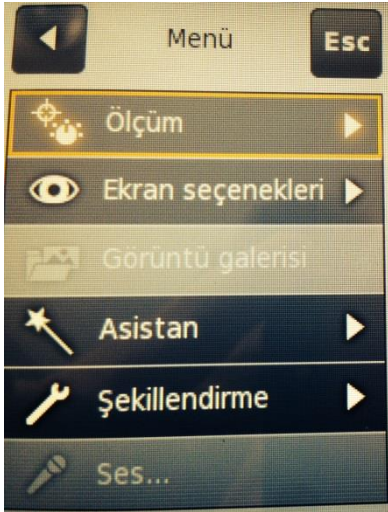 Menü
Esc
Ölçüm
Ekran seçenekleri
Görüntü galerisi
Asistan
Şekillendirme
Ses...